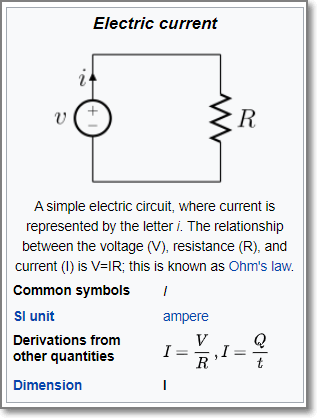 Electric current
i
v
+
−
R
A simple electric circuit, where current is
represented by the letter i. The relationship
between the voltage (V), resistance (R), and
current (I) is V=IR; this is known as Ohm's law.
Common symbols I
SI unit ampere
Derivations from
other quantities I = V/R , I = Q/t
Dimension I